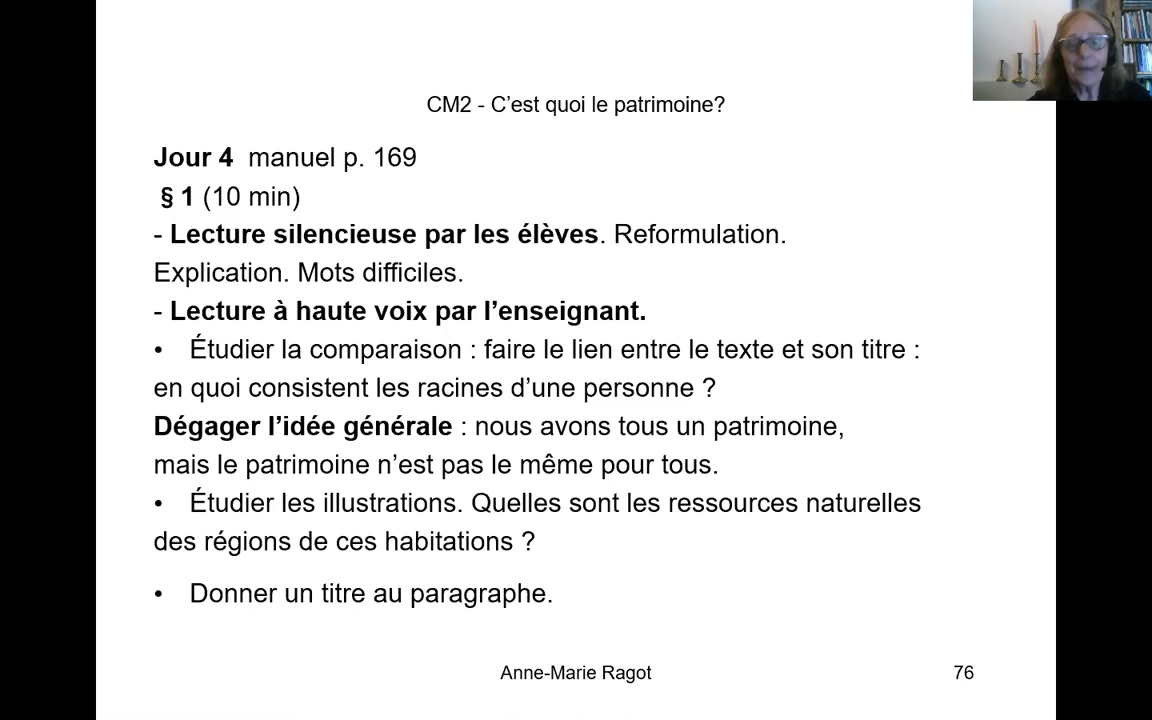 CM2 - C’est quoi le patrimoine?
Jour 4 manuel p. 169
§ 1 (10 min)
- Lecture silencieuse par les élèves. Reformulation.
Explication. Mots difficiles.
- Lecture à haute voix par l’enseignant.
• Étudier la comparaison : faire le lien entre le texte et son titre :
en quoi consistent les racines d’une personne ?
Dégager l’idée générale : nous avons tous un patrimoine,
mais le patrimoine n’est pas le même pour tous.
• Étudier les illustrations. Quelles sont les ressources naturelles
des régions de ces habitations ?
• Donner un titre au paragraphe.
Anne-Marie Ragot 76